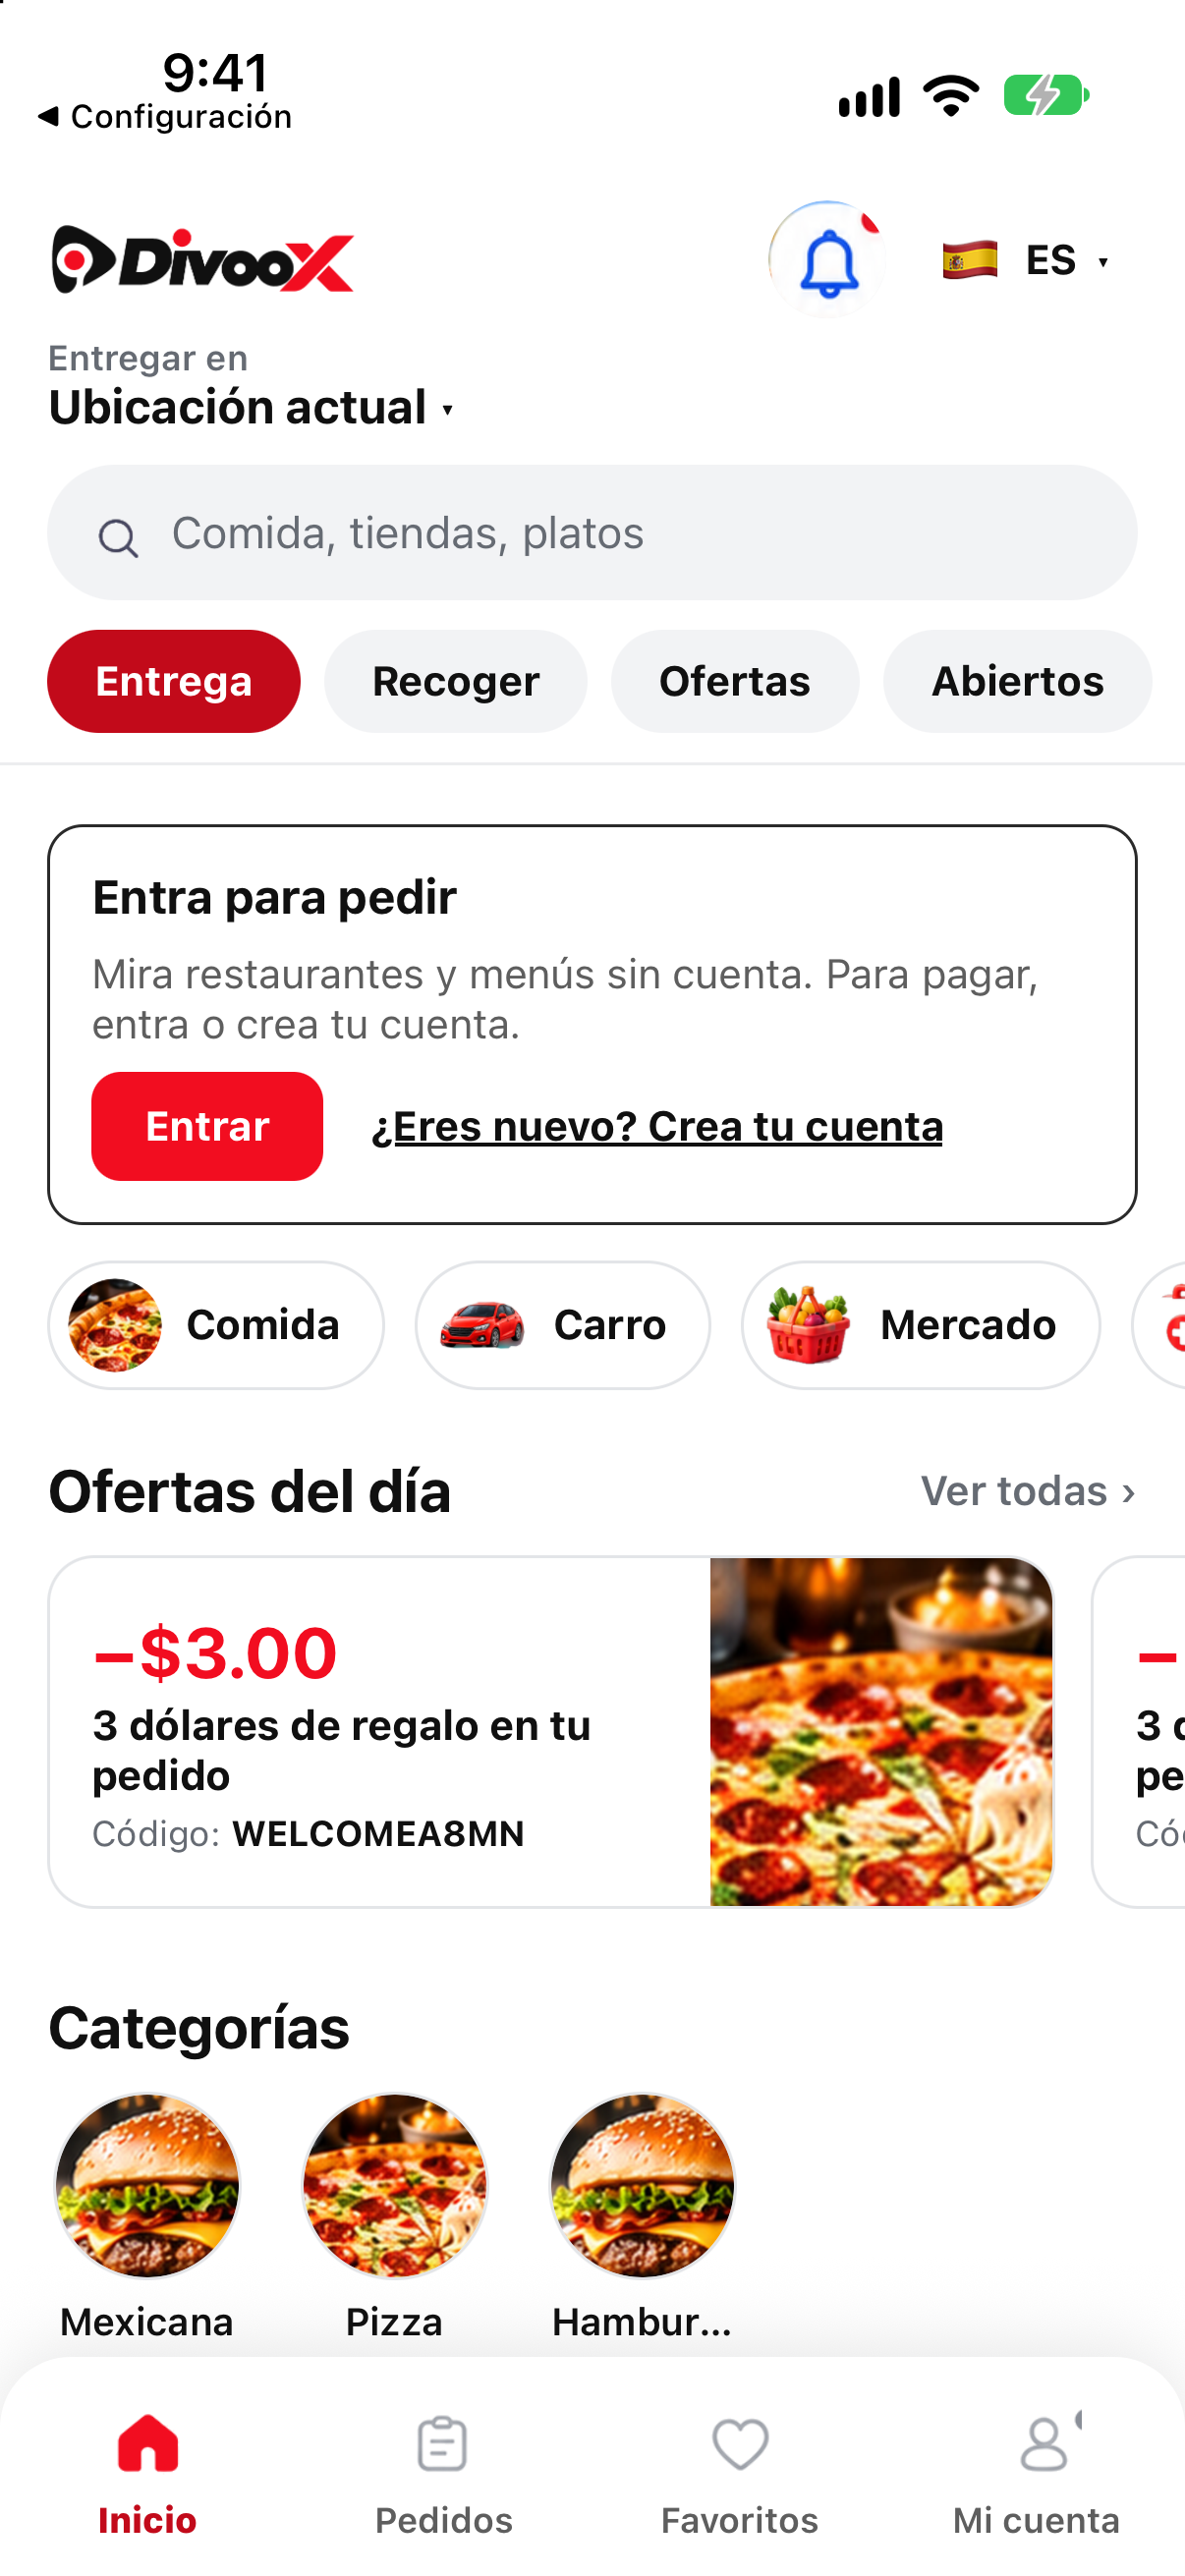 9:41
◀ Configuración
DivooX
ES
Entregar en
Ubicación actual
Comida, tiendas, platos
Entrega
Recoger
Ofertas
Abiertos
Entra para pedir
Mira restaurantes y menús sin cuenta. Para pagar,
entra o crea tu cuenta.
Entrar
¿Eres nuevo? Crea tu cuenta
Comida
Carro
Mercado
Ofertas del día
Ver todas ›
–$3.00
3 dólares de regalo en tu
pedido
Código: WELCOMEA8MN
Categorías
Mexicana
Pizza
Hambur...
Inicio
Pedidos
Favoritos
Mi cuenta